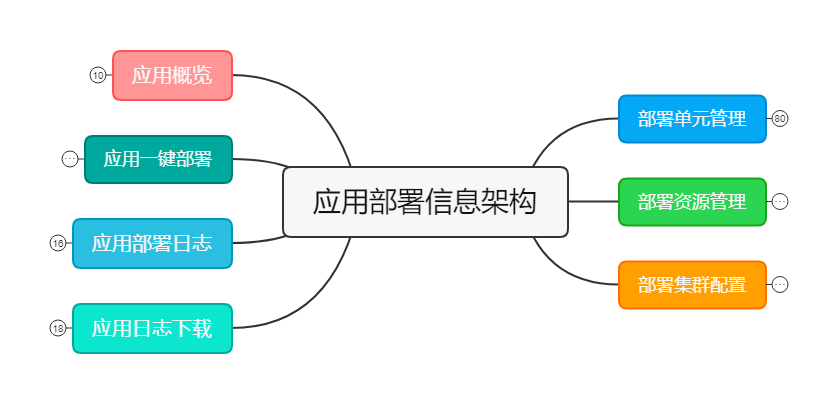 应用部署信息架构
应用概览
10
应用一键部署
...
应用部署日志
16
应用日志下载
18
部署单元管理
80
部署资源管理
...
部署集群配置
...